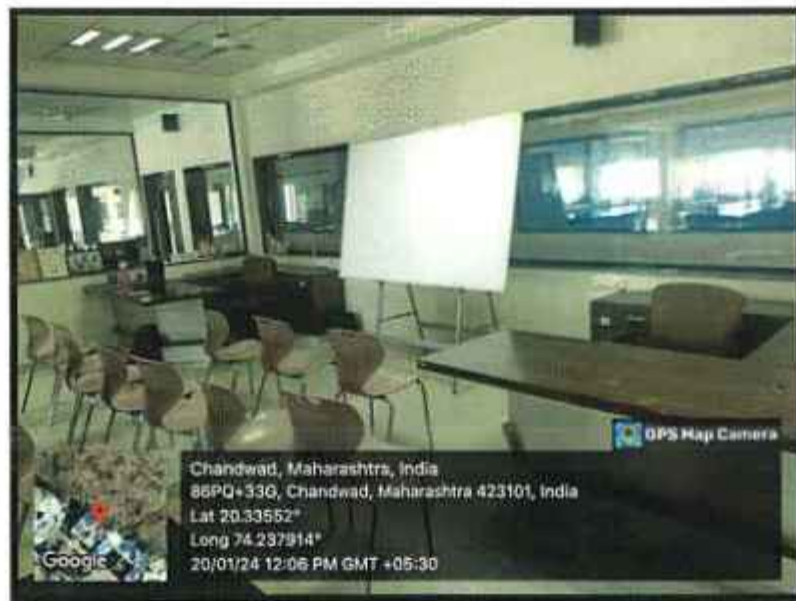 GPS Map Camera
Chandwad, Maharashtra, India
86PQ+33G, Chandwad, Maharashtra 423101, India
Lat 20.33552°
Long 74.237914°
20/01/24 12:06 PM GMT +05:30
Google